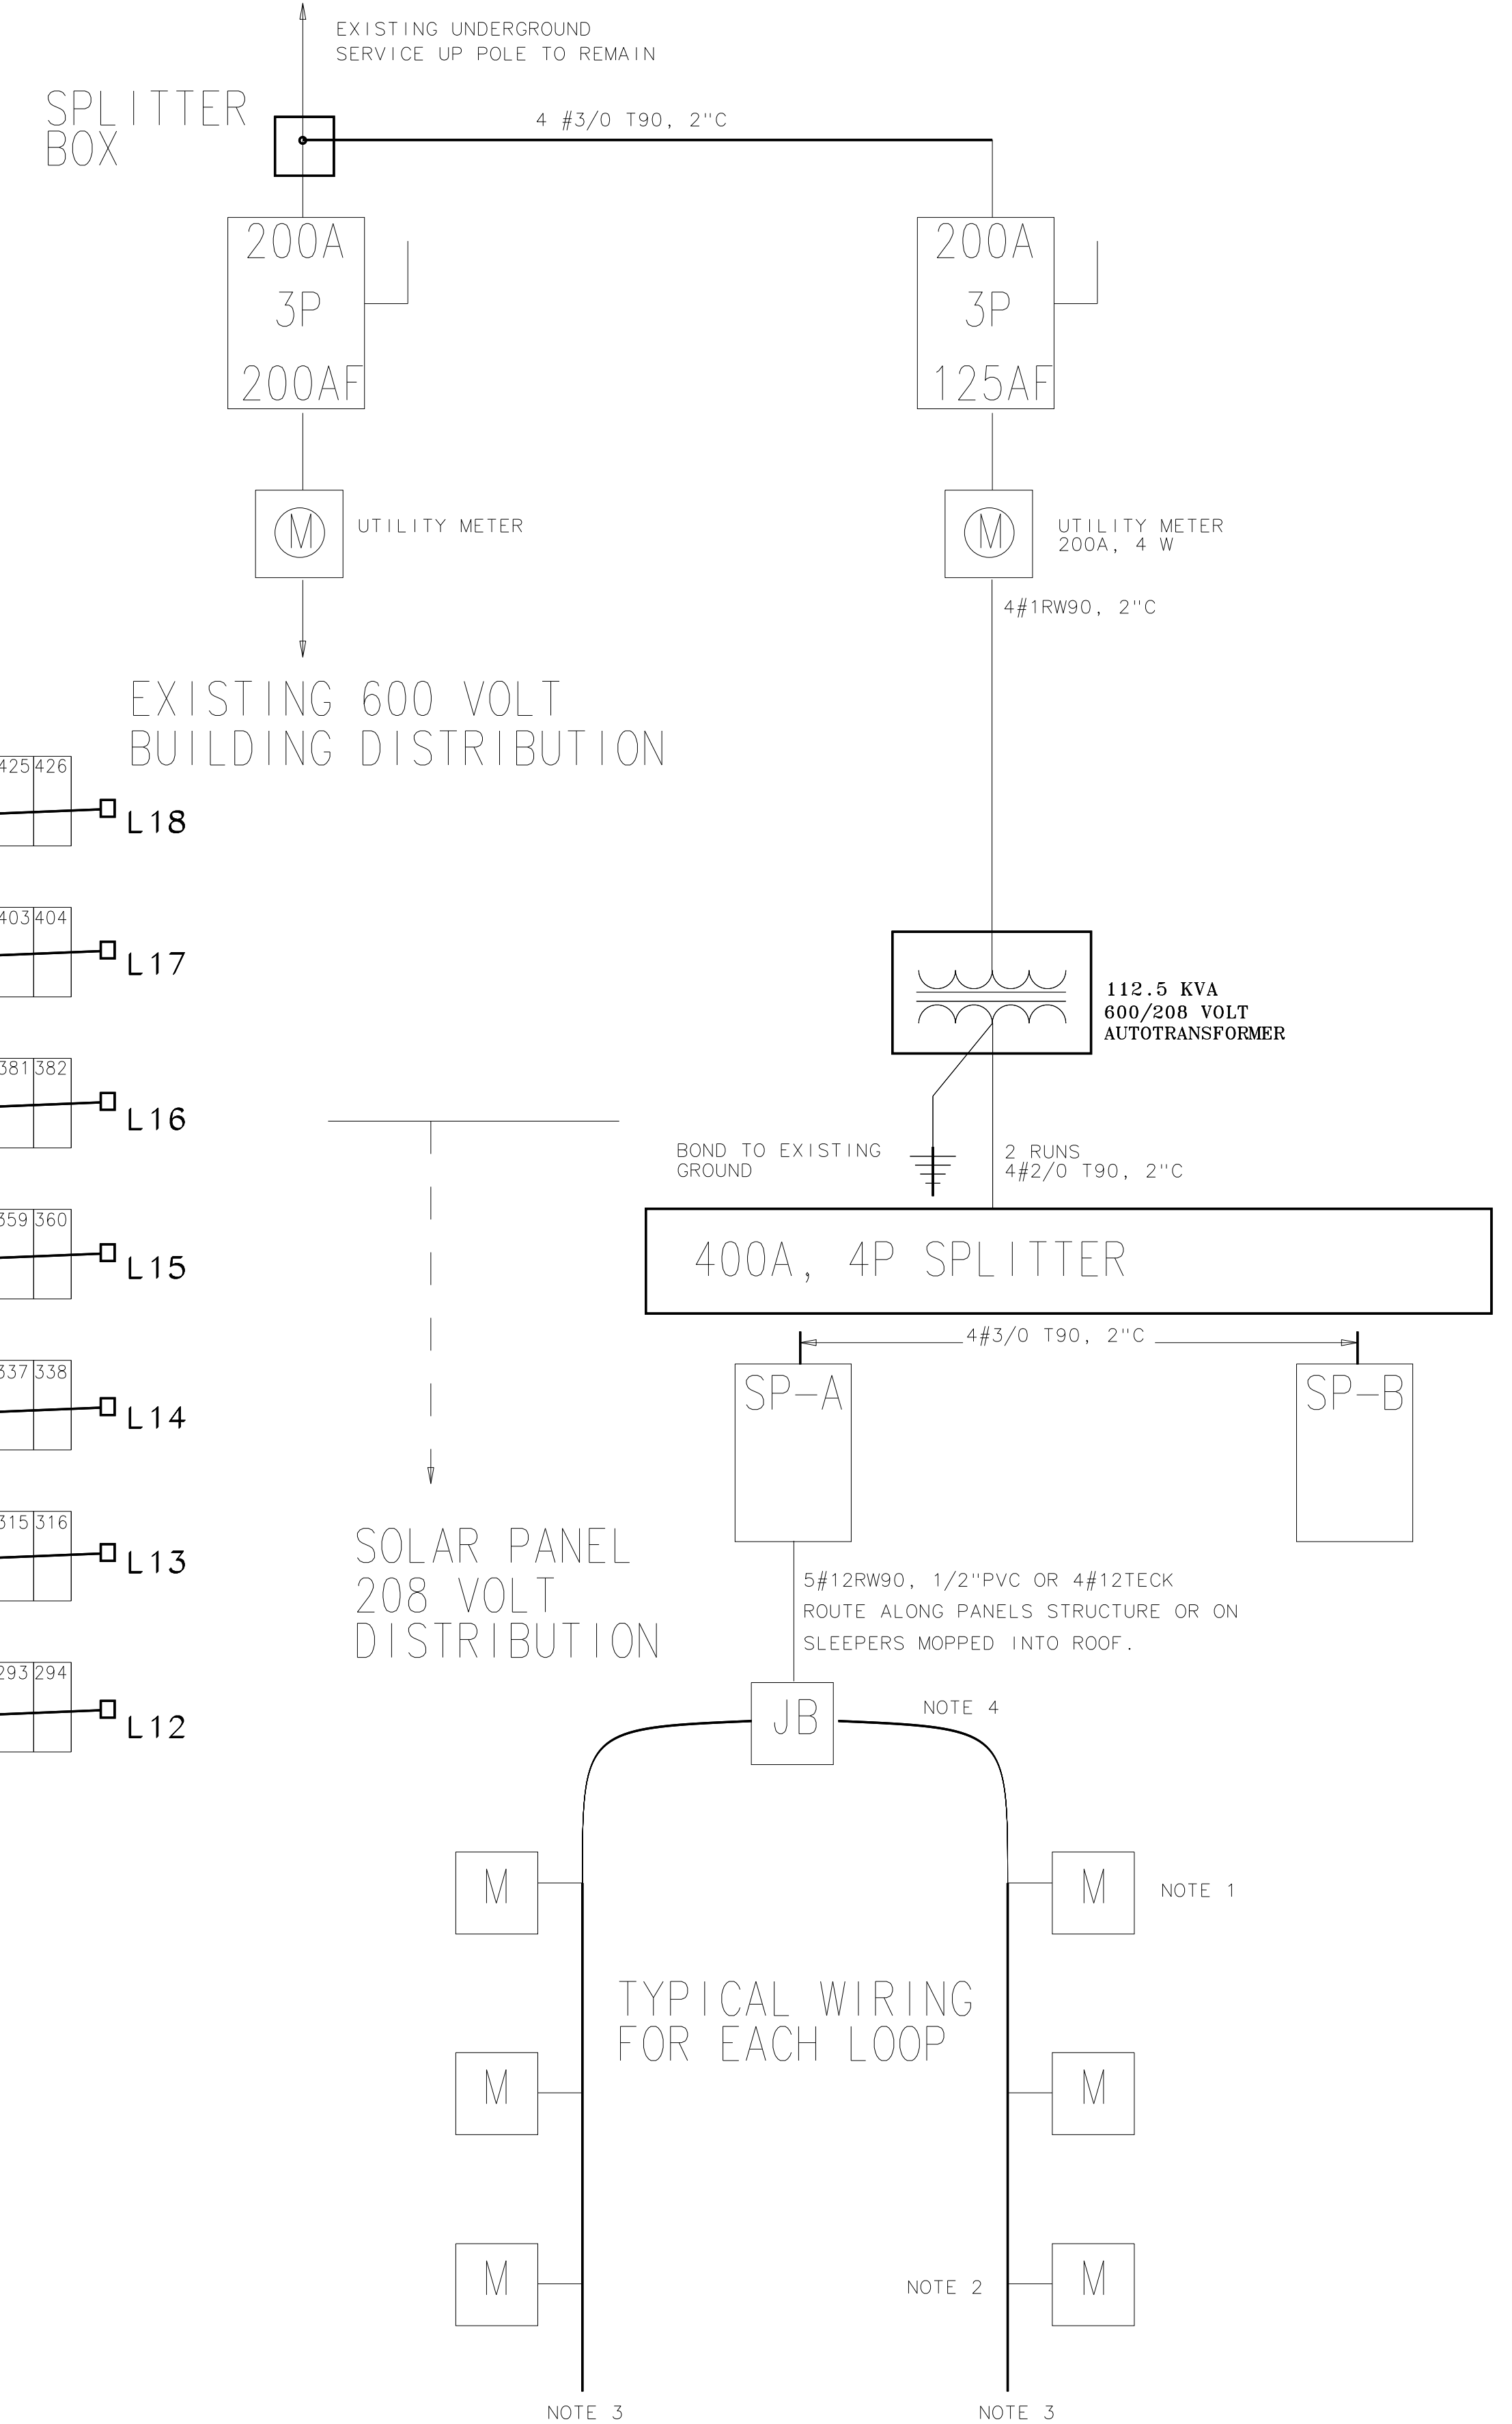 EXISTING UNDERGROUND
SERVICE UP POLE TO REMAIN
SPLITTER
BOX
4 #3/0 T90, 2"C
200A
3P
200AF
200A
3P
125AF
M
UTILITY METER
M
UTILITY METER
200A, 4 W
4#1RW90, 2"C
EXISTING 600 VOLT
BUILDING DISTRIBUTION
425 426
L18
403 404
L17
112.5 KVA
600/208 VOLT
AUTOTRANSFORMER
381 382
L16
BOND TO EXISTING
GROUND
2 RUNS
4#2/0 T90, 2"C
359 360
L15
400A, 4P SPLITTER
4#3/0 T90, 2"C
337 338
L14
SP-A
SP-B
315 316
L13
SOLAR PANEL
208 VOLT
DISTRIBUTION
5#12RW90, 1/2"PVC OR 4#12TECK
ROUTE ALONG PANELS STRUCTURE OR ON
SLEEPERS MOPPED INTO ROOF.
293 294
L12
JB
NOTE 4
M
M
NOTE 1
TYPICAL WIRING
FOR EACH LOOP
M
M
M
NOTE 2
M
NOTE 3
NOTE 3